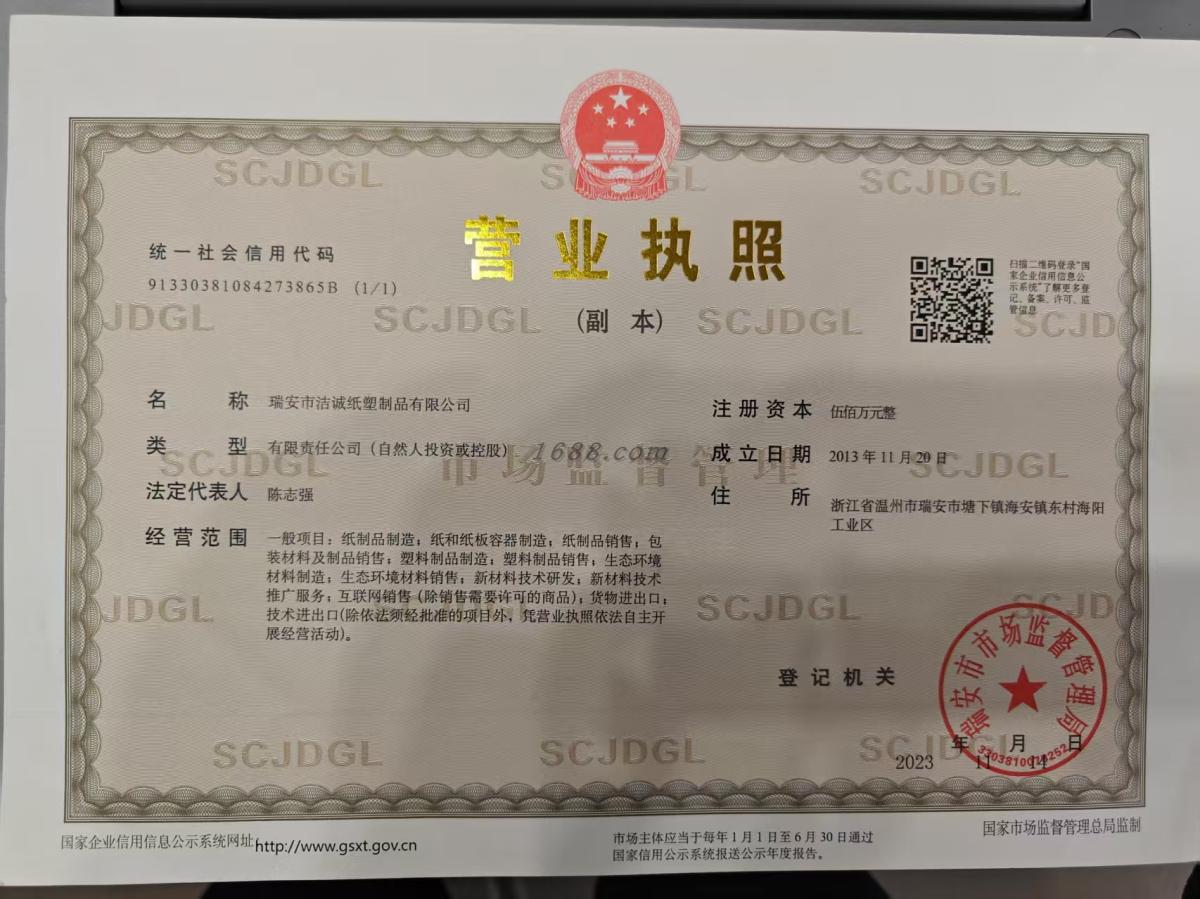 营业执照
(副 本)
统一社会信用代码
91330381084273865B (1/1)
扫描二维码登录“国
家企业信用信息公
示系统”了解更多登
记、备案、许可、监
管信息
名 称 瑞安市洁诚纸塑制品有限公司
类 型 有限责任公司（自然人投资或控股）
法定代表人 陈志强
经营范围 一般项目：纸制品制造；纸和纸板容器制造；纸制品销售；包
装材料及制品销售；塑料制品制造；塑料制品销售；生态环境
材料制造；生态环境材料销售；新材料技术研发；新材料技术
推广服务；互联网销售（除销售需要许可的商品）；货物进出口；
技术进出口(除依法须经批准的项目外，凭营业执照依法自主开
展经营活动)。
注册资本 伍佰万元整
成立日期 2013年11月20日
住 所 浙江省温州市瑞安市塘下镇海安镇东村海阳
工业区
登记机关
瑞安市市场监督管理局
年 月 日
2023 11 14
SCJDGL SCJDGL SCJDGL
JDGL SCJDGL SCJDGL SCJD
SCJDGL 市场监督管理 SCJDGL
1688.com
JDGL SCJDGL SCJDGL SCJD
SCJDGL SCJDGL SCJDGL
国家企业信用信息公示系统网址http://www.gsxt.gov.cn
市场主体应当于每年1月1日至6月30日通过
国家信用公示系统报送公示年度报告。
国家市场监督管理总局监制